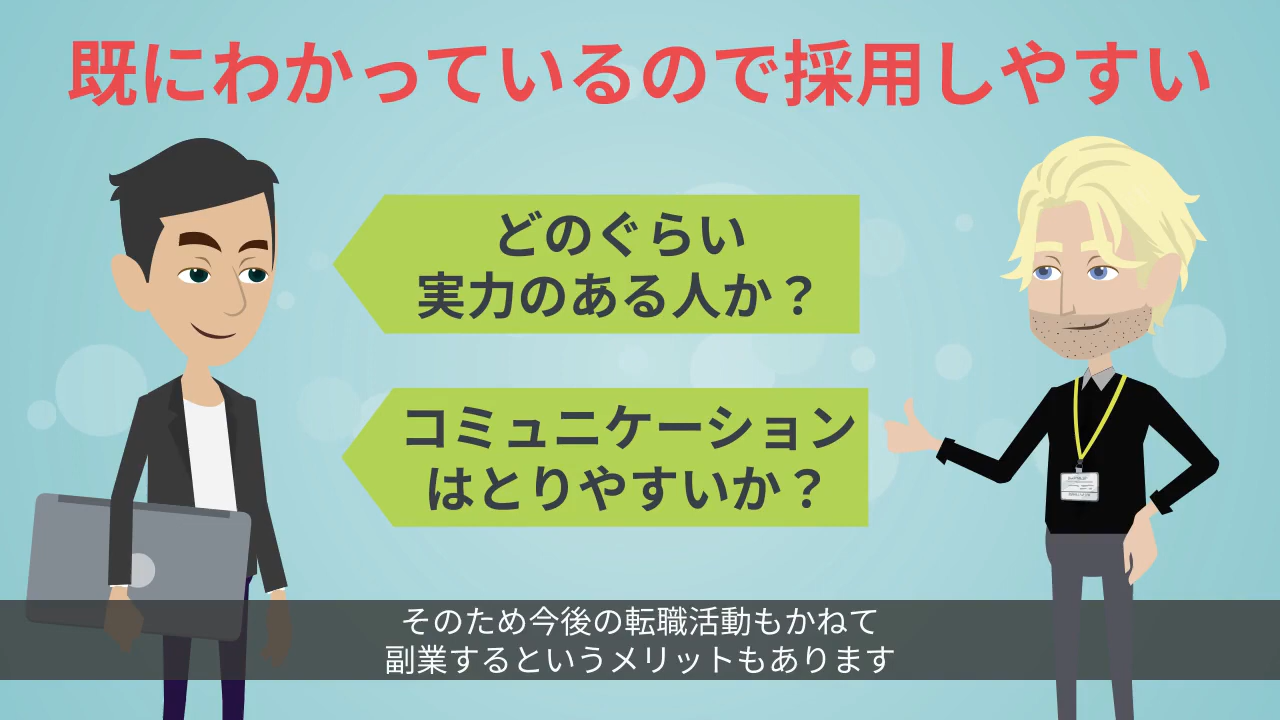 既にわかっているので採用しやすい
どのぐらい
実力のある人か？
コミュニケーション
はとりやすいか？
そのため今後の転職活動もかねて
副業するというメリットもあります